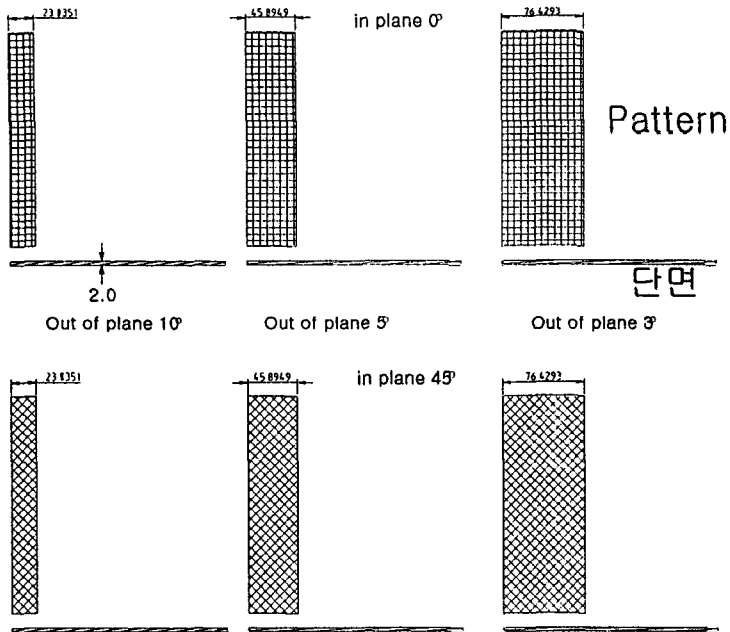 23.8351
45.8949
in plane 0°
76.4293
Pattern
2.0
단면
Out of plane 10°
Out of plane 5°
Out of plane 3°
23.8351
45.8949
in plane 45°
76.4293